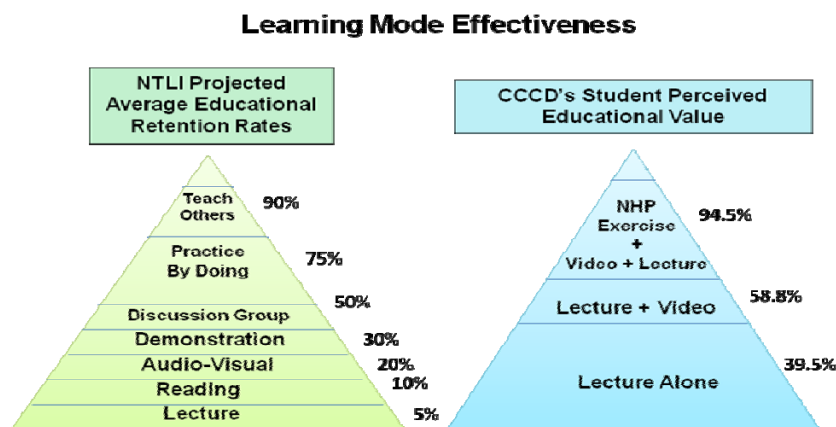 Learning Mode Effectiveness
NTLI Projected
Average Educational
Retention Rates
Teach
Others
90%
Practice
By Doing
75%
50%
Discussion Group
Demonstration
30%
Audio-Visual
20%
10%
Reading
Lecture
5%
CCCD's Student Perceived
Educational Value
NHP
Exercise
+
Video + Lecture
94.5%
Lecture + Video
58.8%
39.5%
Lecture Alone